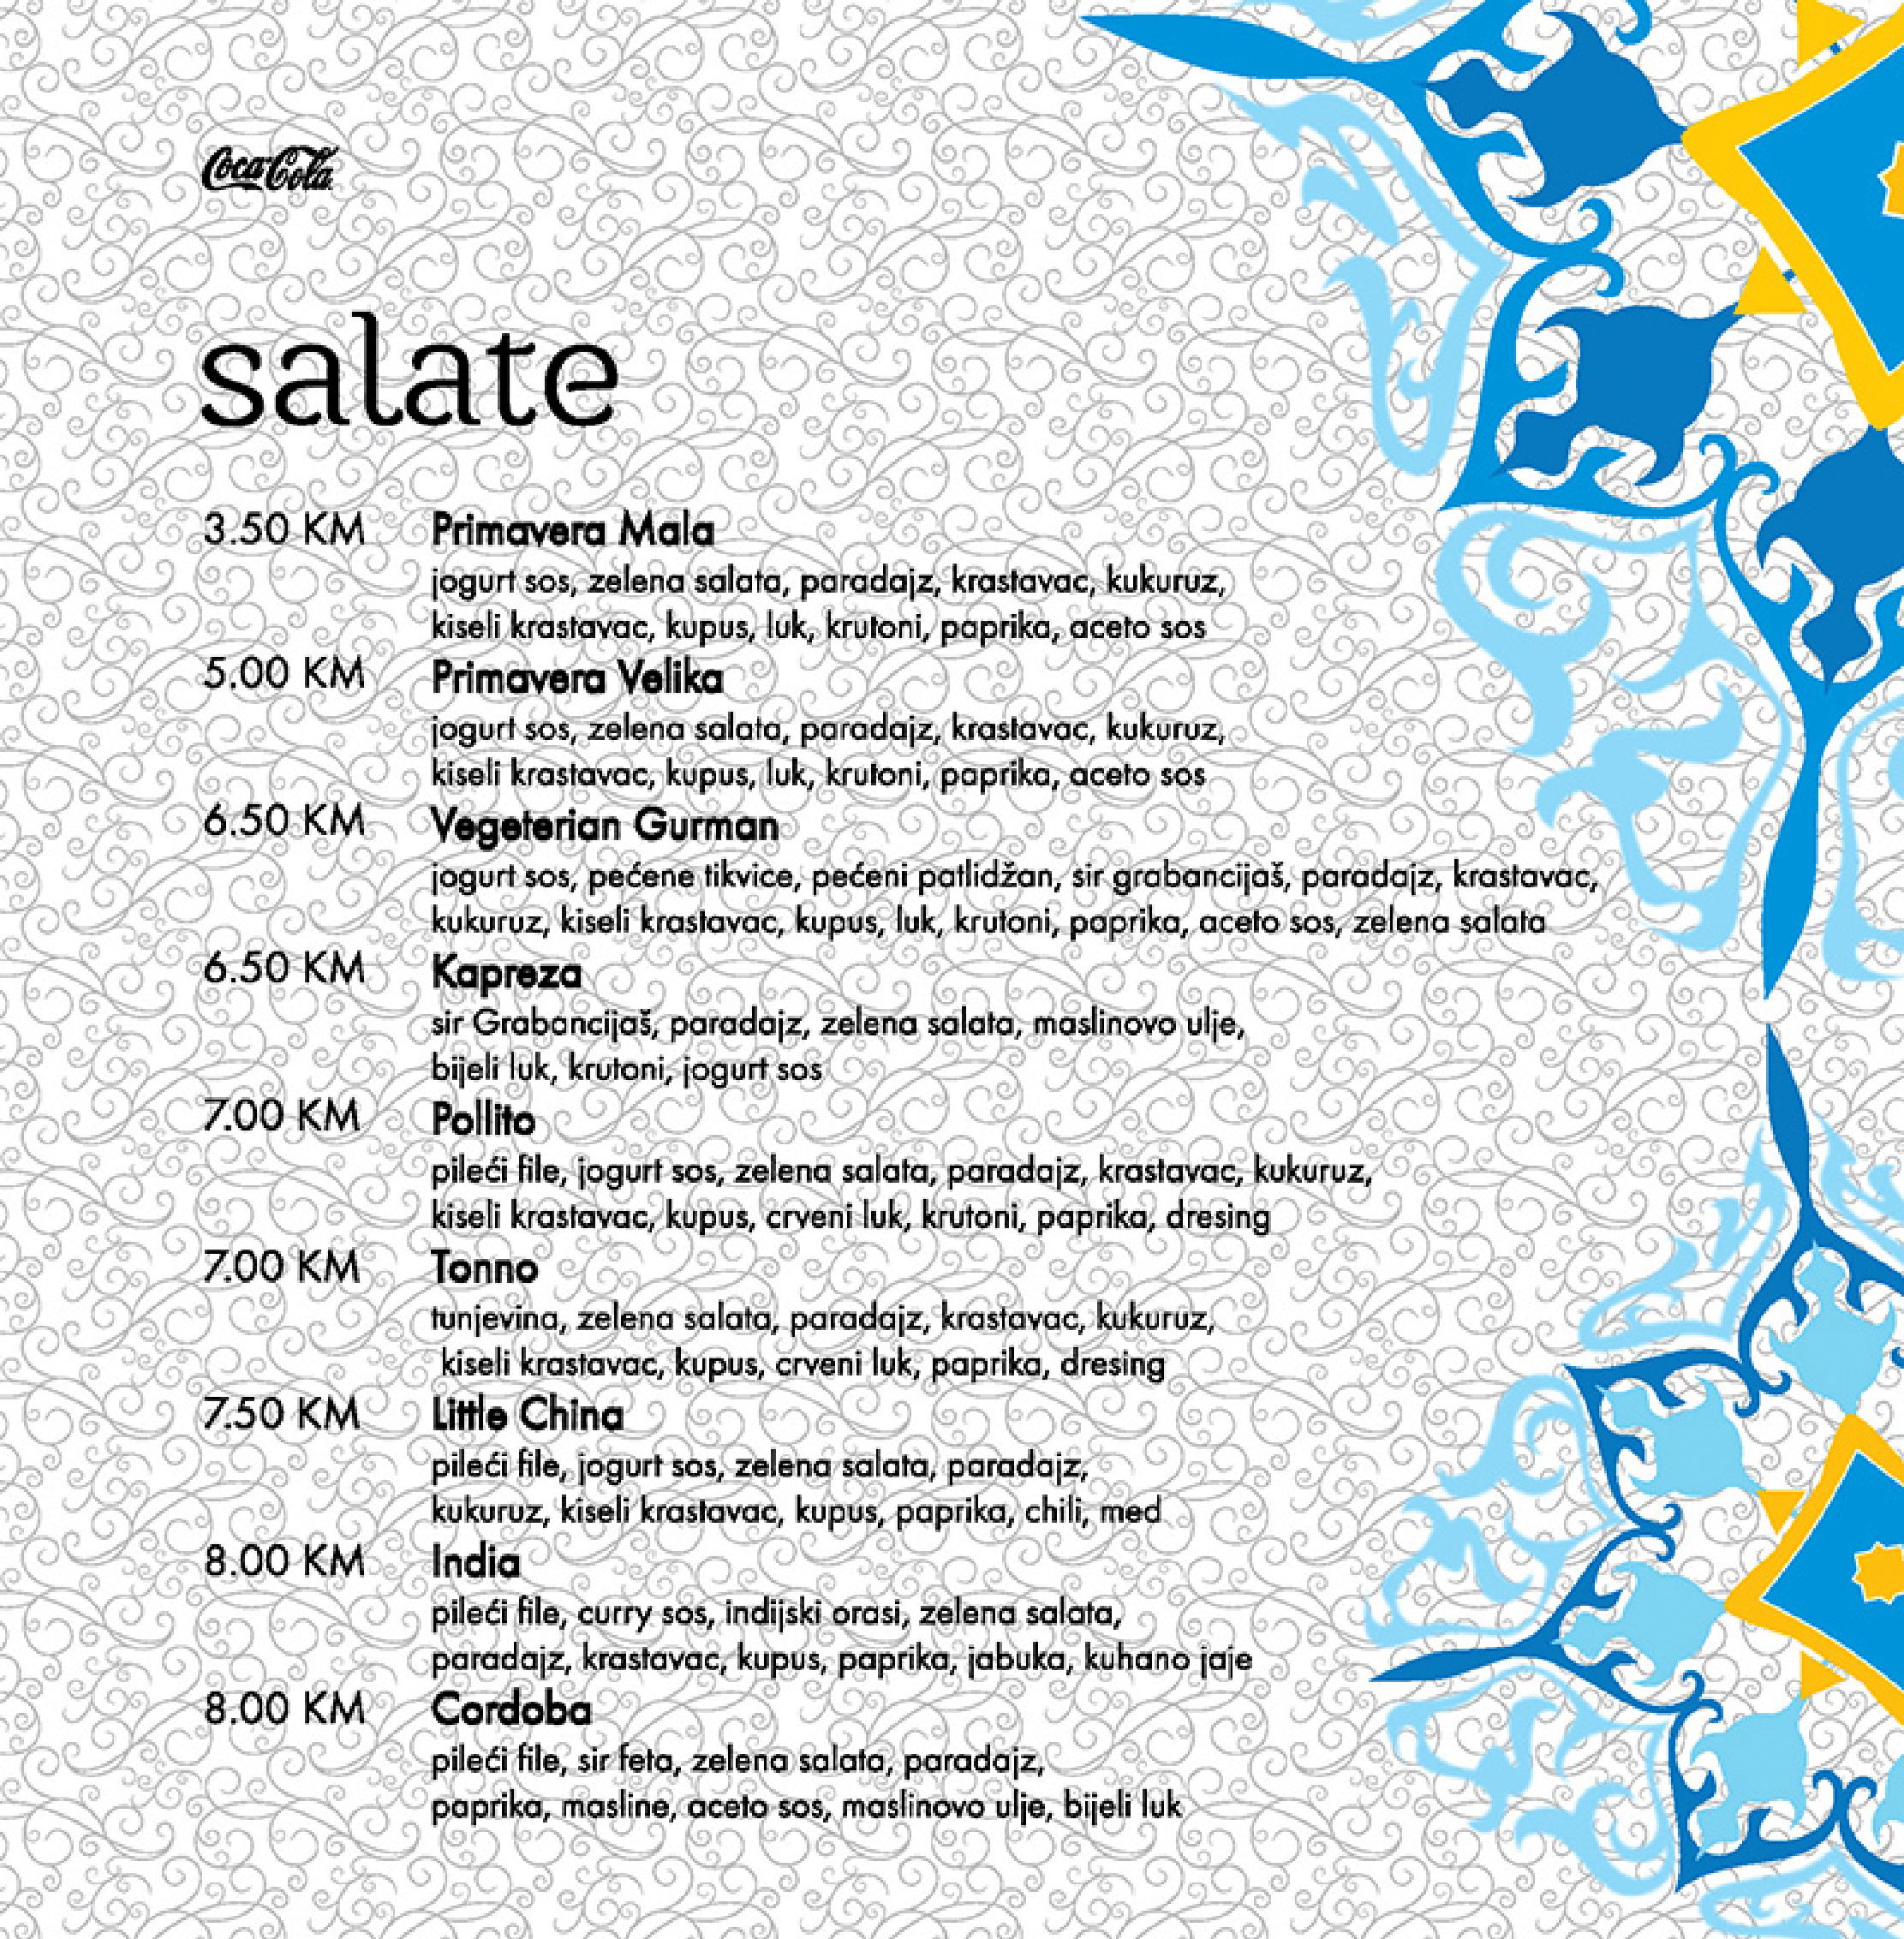 Coca-Cola
salate
3.50 KM Primavera Mala
jogurt sos, zelena salata, paradajz, krastavac, kukuruz,
kiseli krastavac, kupus, luk, krutoni, paprika, aceto sos
5.00 KM Primavera Velika
jogurt sos, zelena salata, paradajz, krastavac, kukuruz,
kiseli krastavac, kupus, luk, krutoni, paprika, aceto sos
6.50 KM Vegeterian Gurman
jogurt sos, pećene tikvice, pećeni patlidžan, sir grabancijaš, paradajz, krastavac,
kukuruz, kiseli krastavac, kupus, luk, krutoni, paprika, aceto sos, zelena salata
6.50 KM Kapreza
sir Grabancijaš, paradajz, zelena salata, maslinovo ulje,
bijeli luk, krutoni, jogurt sos
7.00 KM Pollito
pileći file, jogurt sos, zelena salata, paradajz, krastavac, kukuruz,
kiseli krastavac, kupus, crveni luk, krutoni, paprika, dresing
7.00 KM Tonno
tunjevina, zelena salata, paradajz, krastavac, kukuruz,
kiseli krastavac, kupus, crveni luk, paprika, dresing
7.50 KM Little China
pileći file, jogurt sos, zelena salata, paradajz,
kukuruz, kiseli krastavac, kupus, paprika, chili, med
8.00 KM India
pileći file, curry sos, indijski orasi, zelena salata,
paradajz, krastavac, kupus, paprika, jabuka, kuhano jaje
8.00 KM Cordoba
pileći file, sir feta, zelena salata, paradajz,
paprika, masline, aceto sos, maslinovo ulje, bijeli luk